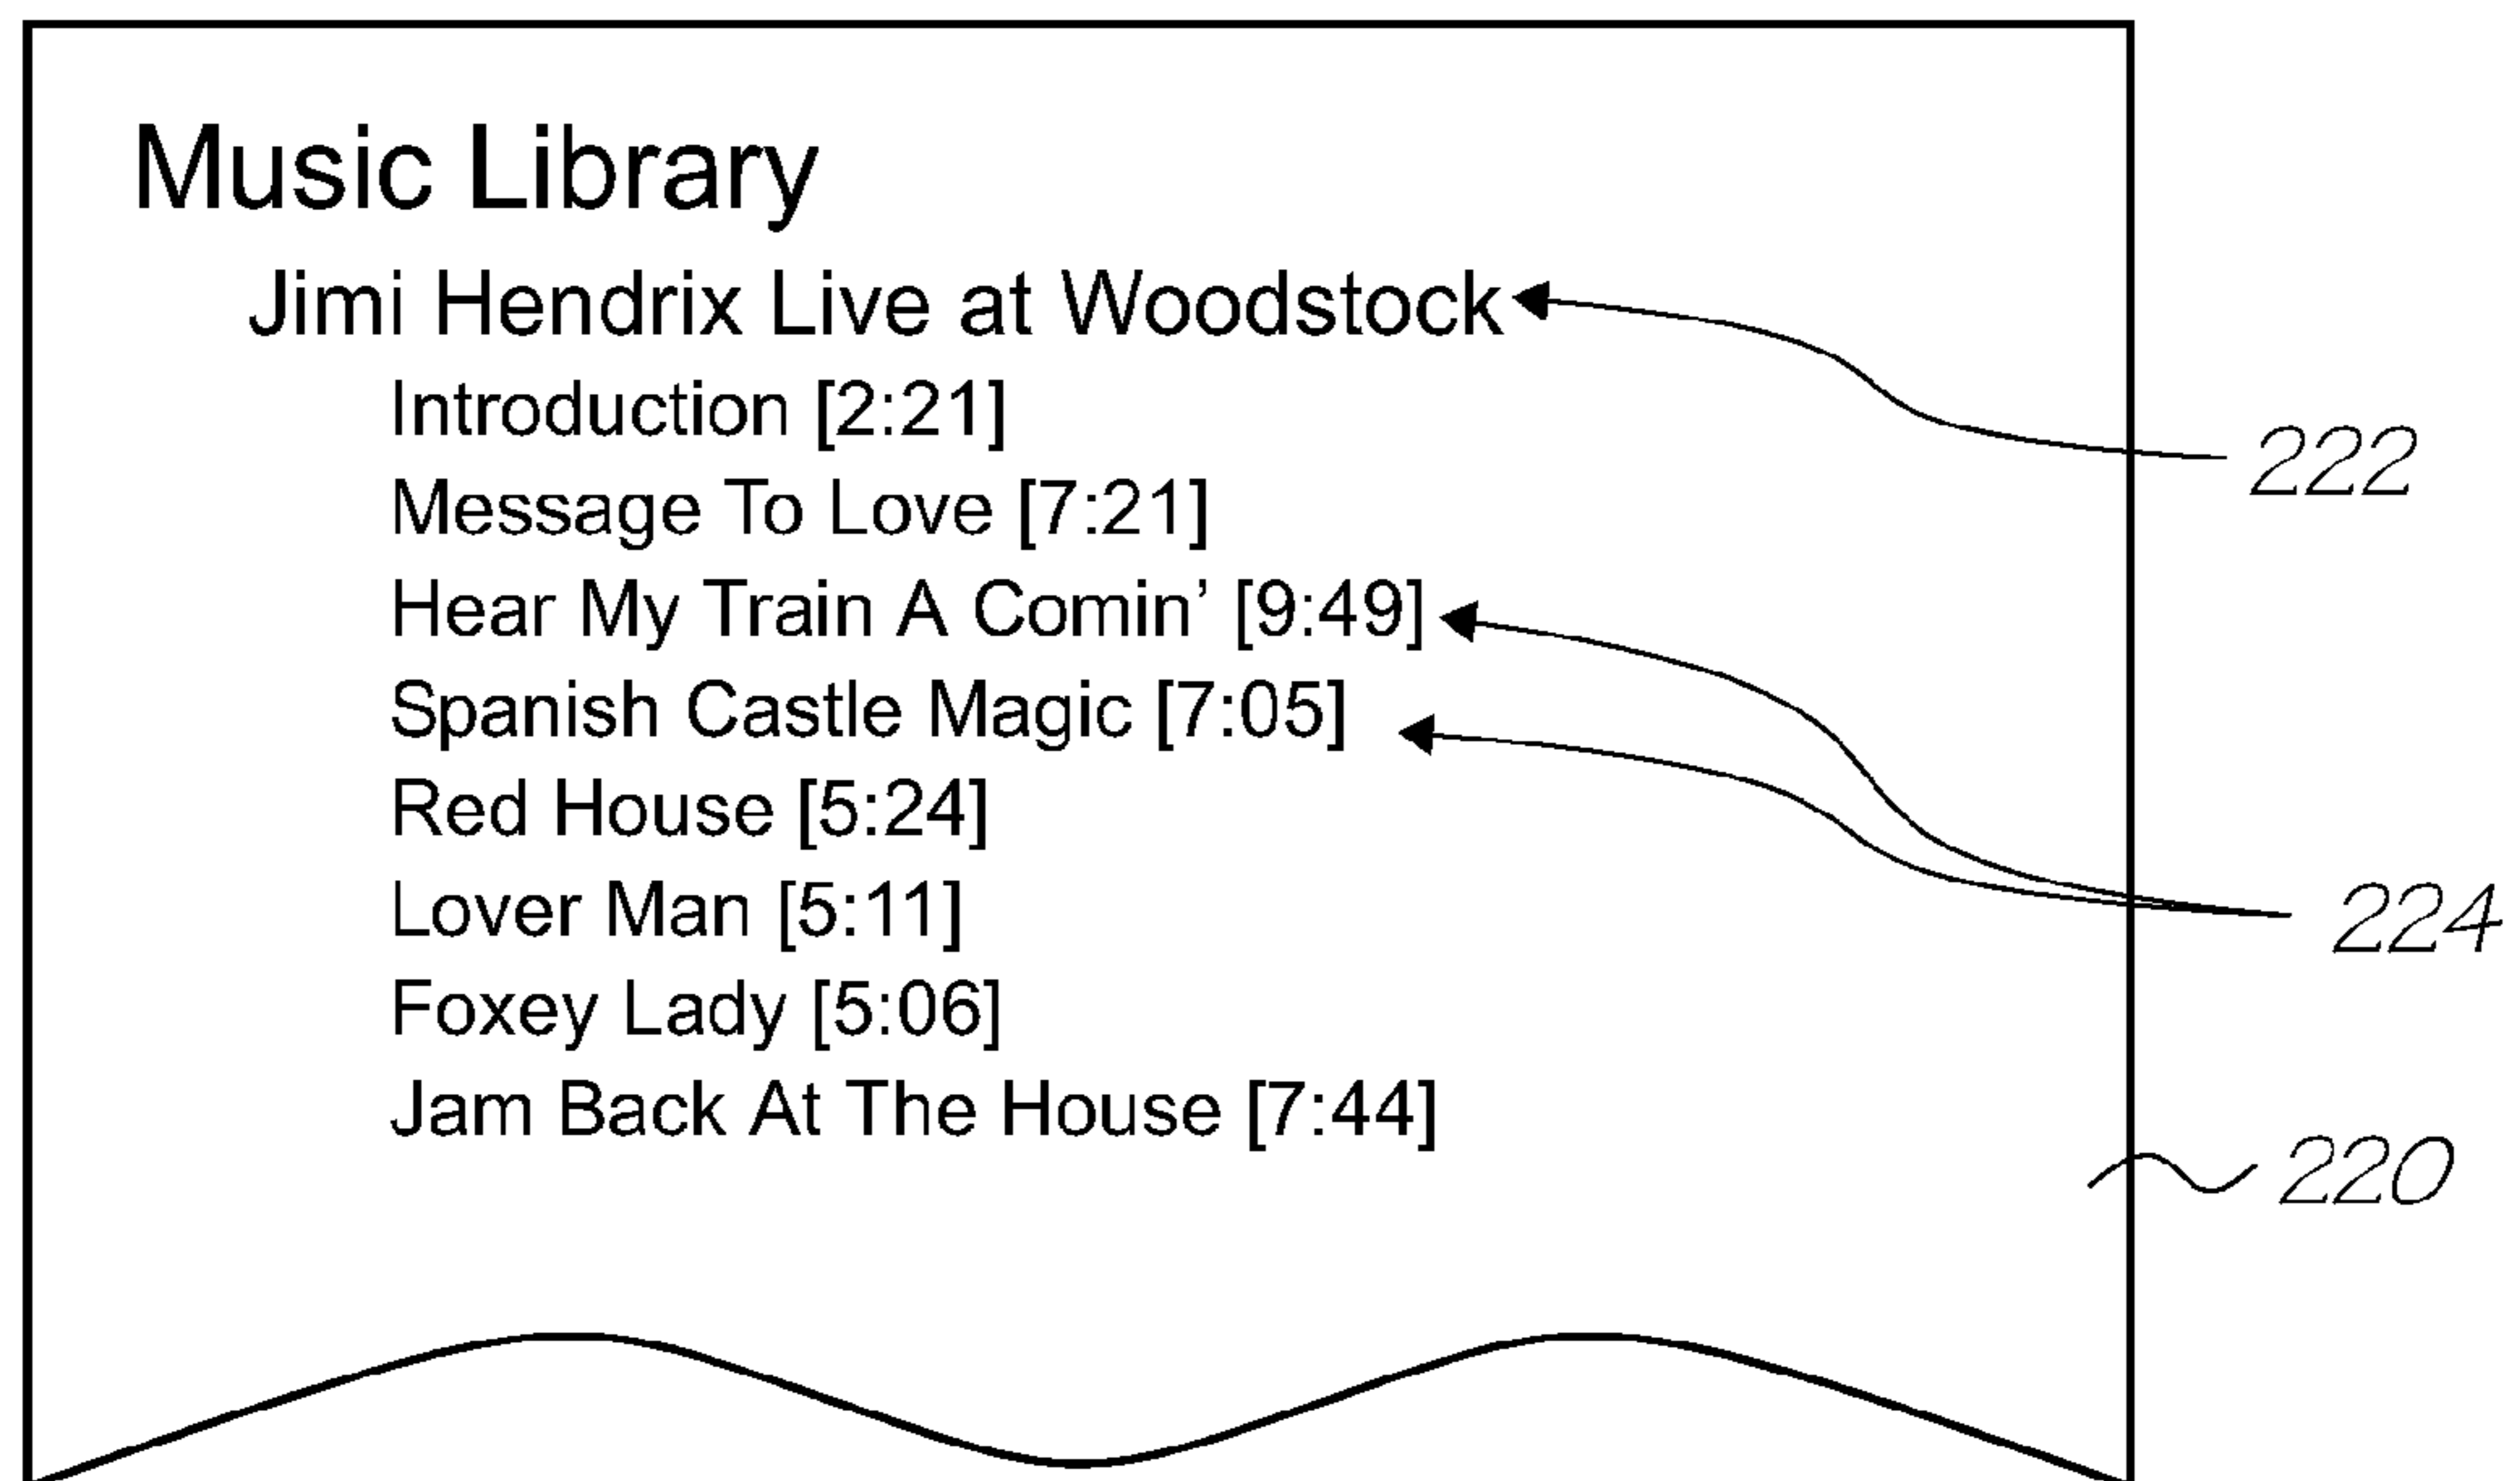 Music Library
Jimi Hendrix Live at Woodstock
Introduction [2:21]
222
Message To Love [7:21]
Hear My Train A Comin’ [9:49]
Spanish Castle Magic [7:05]
Red House [5:24]
Lover Man [5:11]
224
Foxey Lady [5:06]
Jam Back At The House [7:44]
220